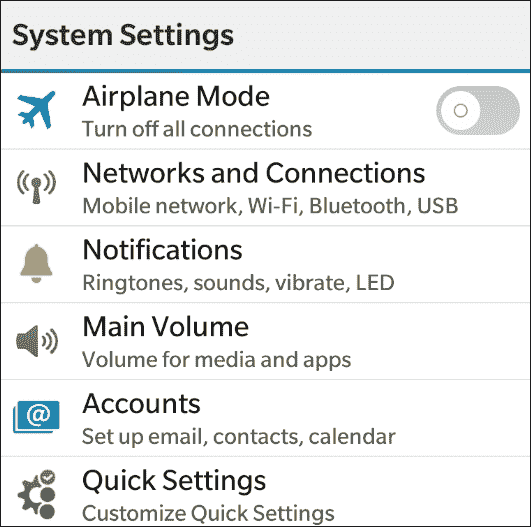 System Settings
Airplane Mode
Turn off all connections
Networks and Connections
Mobile network, Wi-Fi, Bluetooth, USB
Notifications
Ringtones, sounds, vibrate, LED
Main Volume
Volume for media and apps
@
Accounts
Set up email, contacts, calendar
Quick Settings
Customize Quick Settings